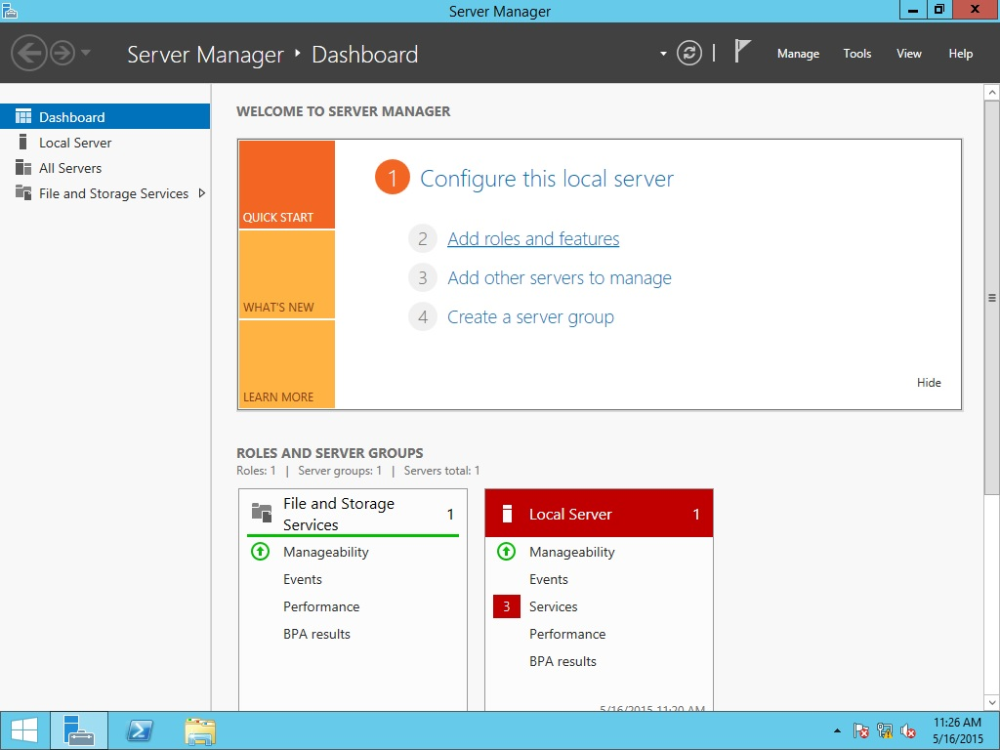 Server Manager
Server Manager Dashboard
Manage Tools View Help
Dashboard
Local Server
All Servers
File and Storage Services
WELCOME TO SERVER MANAGER
QUICK START
WHAT'S NEW
LEARN MORE
1 Configure this local server
2 Add roles and features
3 Add other servers to manage
4 Create a server group
Hide
ROLES AND SERVER GROUPS
Roles: 1 | Server groups: 1 | Servers total: 1
File and Storage
Services
1
Manageability
Events
Performance
BPA results
Local Server 1
Manageability
Events
3 Services
Performance
BPA results
5/16/2015 11:20 AM
11:26 AM
5/16/2015